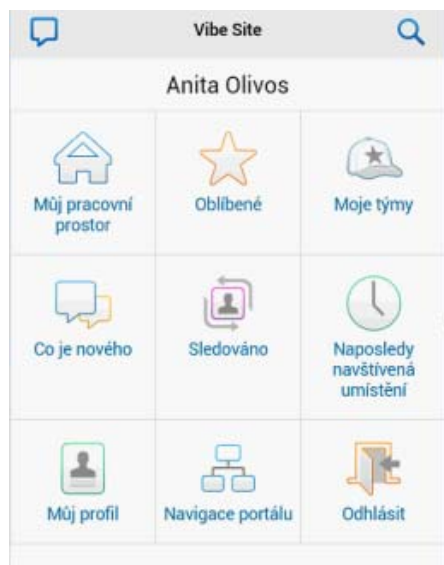 Vibe Site
Anita Olivos
Můj pracovní
prostor
Oblíbené
Moje týmy
Co je nového
Sledováno
Naposledy
navštívená
umístění
Můj profil
Navigace portálu
Odhlásit